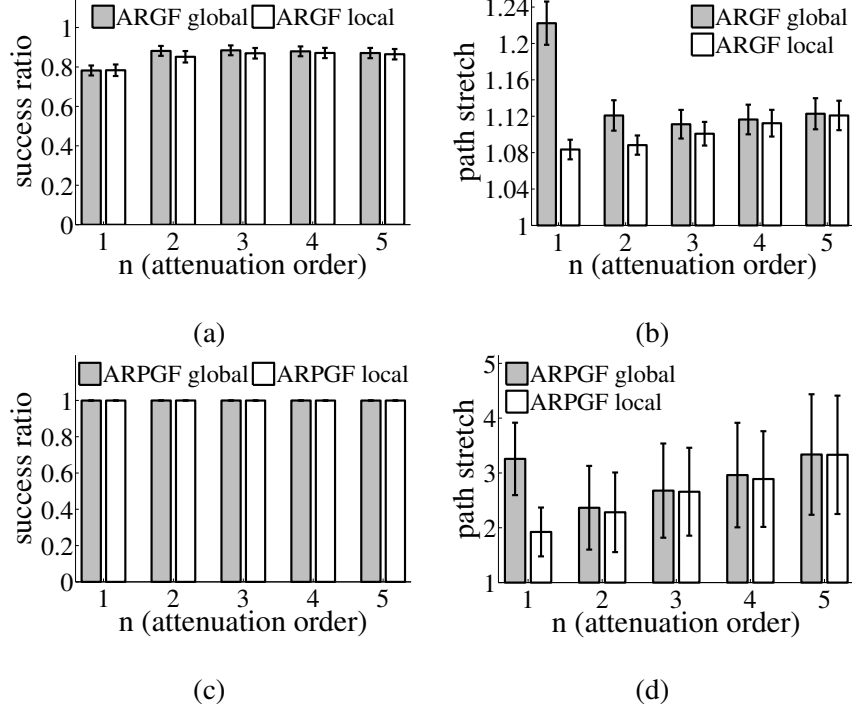 1
ARGF global ARGF local
0.8
0.6
0.4
0.2
0
success ratio
1 2 3 4 5
n (attenuation order)
(a)
1.24
ARGF global
ARGF local
1.2
1.16
1.12
1.08
1.04
1
path stretch
1 2 3 4 5
n (attenuation order)
(b)
ARPGF global ARPGF local
1
0.8
0.6
0.4
0.2
0
success ratio
1 2 3 4 5
n (attenuation order)
(c)
5
ARPGF global
ARPGF local
4
3
2
1
path stretch
1 2 3 4 5
n (attenuation order)
(d)